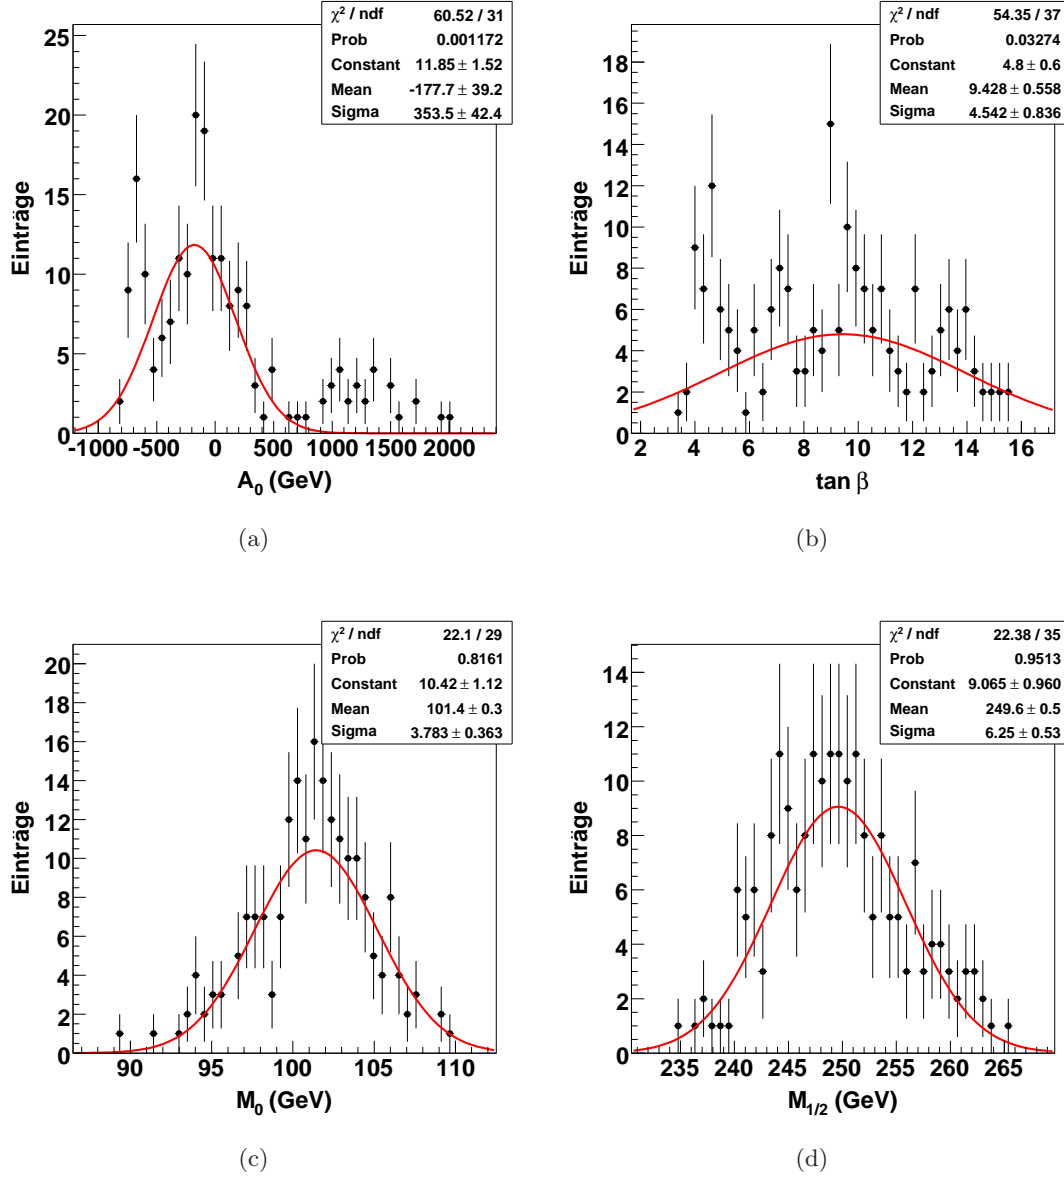 χ² / ndf 60.52 / 31
Prob 0.001172
Constant 11.85 ± 1.52
Mean -177.7 ± 39.2
Sigma 353.5 ± 42.4
Einträge
25
20
15
10
5
0
-1000 -500 0 500 1000 1500 2000
A₀ (GeV)
(a)
χ² / ndf 54.35 / 37
Prob 0.03274
Constant 4.8 ± 0.6
Mean 9.428 ± 0.558
Sigma 4.542 ± 0.836
Einträge
18
16
14
12
10
8
6
4
2
0
2 4 6 8 10 12 14 16
tan β
(b)
χ² / ndf 22.1 / 29
Prob 0.8161
Constant 10.42 ± 1.12
Mean 101.4 ± 0.3
Sigma 3.783 ± 0.363
Einträge
20
18
16
14
12
10
8
6
4
2
0
90 95 100 105 110
M₀ (GeV)
(c)
χ² / ndf 22.38 / 35
Prob 0.9513
Constant 9.065 ± 0.960
Mean 249.6 ± 0.5
Sigma 6.25 ± 0.53
Einträge
14
12
10
8
6
4
2
0
235 240 245 250 255 260 265
M₁/₂ (GeV)
(d)